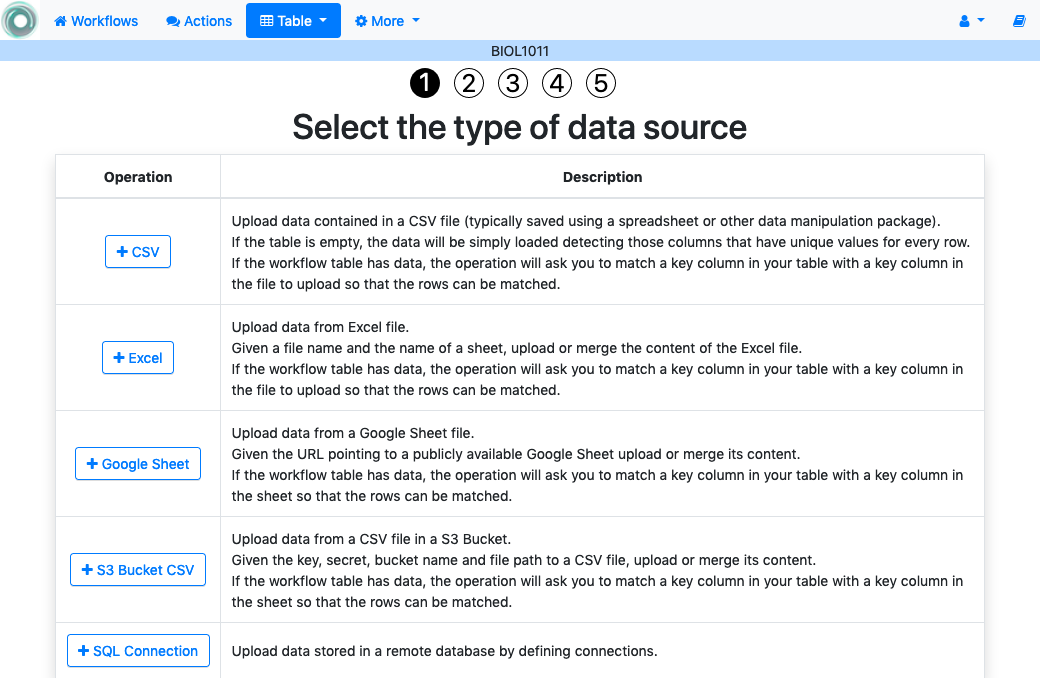 Workflows Actions Table More
BIOL1011
1 2 3 4 5
Select the type of data source
Operation Description
CSV
Upload data contained in a CSV file (typically saved using a spreadsheet or other data manipulation package).
If the table is empty, the data will be simply loaded detecting those columns that have unique values for every row.
If the workflow table has data, the operation will ask you to match a key column in your table with a key column in
the file to upload so that the rows can be matched.
Excel
Upload data from Excel file.
Given a file name and the name of a sheet, upload or merge the content of the Excel file.
If the workflow table has data, the operation will ask you to match a key column in your table with a key column in
the file to upload so that the rows can be matched.
Google Sheet
Upload data from a Google Sheet file.
Given the URL pointing to a publicly available Google Sheet upload or merge its content.
If the workflow table has data, the operation will ask you to match a key column in your table with a key column in
the sheet so that the rows can be matched.
S3 Bucket CSV
Upload data from a CSV file in a S3 Bucket.
Given the key, secret, bucket name and file path to a CSV file, upload or merge its content.
If the workflow table has data, the operation will ask you to match a key column in your table with a key column in
the sheet so that the rows can be matched.
SQL Connection
Upload data stored in a remote database by defining connections.